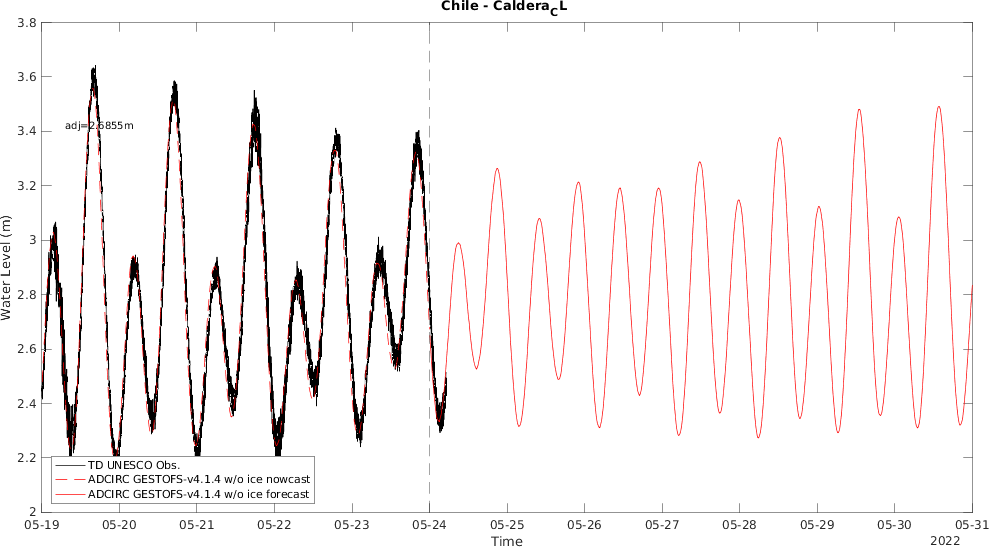 Chile - Caldera_CL
3.8
3.6
3.4
3.2
3
2.8
2.6
2.4
2.2
2
Water Level (m)
adj=2.6855m
TD UNESCO Obs.
ADCIRC GESTOFS-v4.1.4 w/o ice nowcast
ADCIRC GESTOFS-v4.1.4 w/o ice forecast
05-19 05-20 05-21 05-22 05-23 05-24 05-25 05-26 05-27 05-28 05-29 05-30 05-31
Time
2022